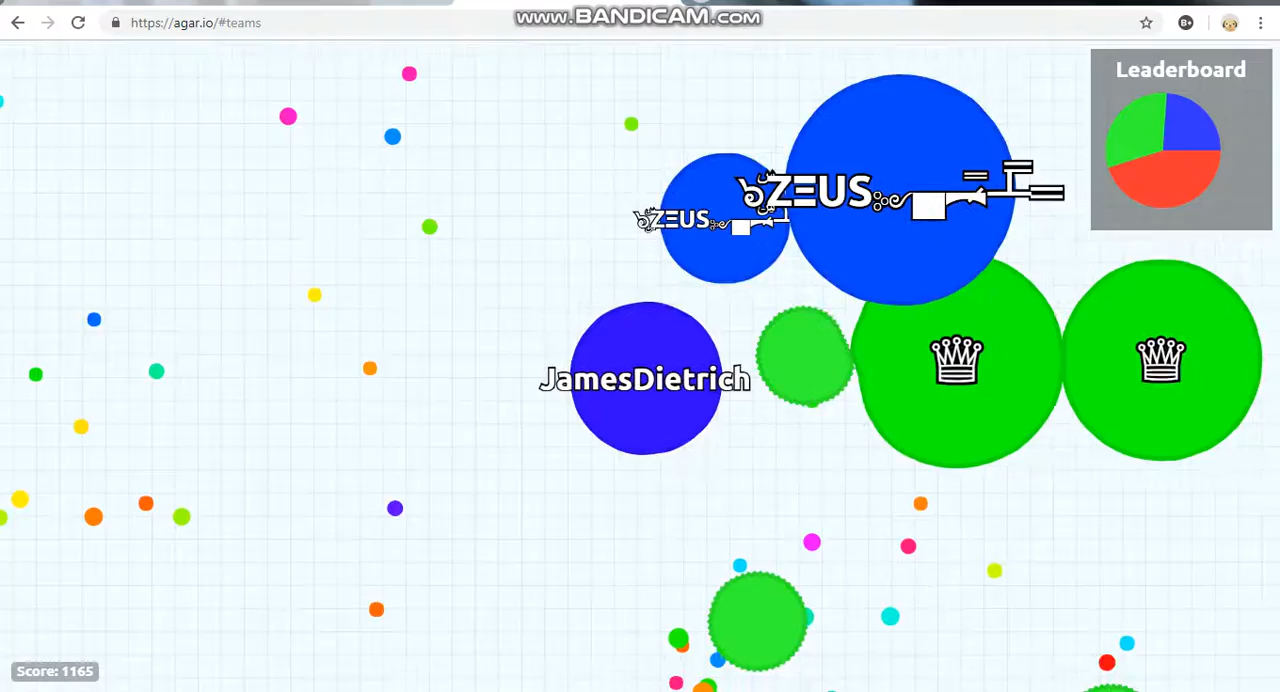 www.BANDICAM.com
https://agar.io/#teams
Leaderboard
ZEUS
ZEUS
JamesDietrich
Score: 1165